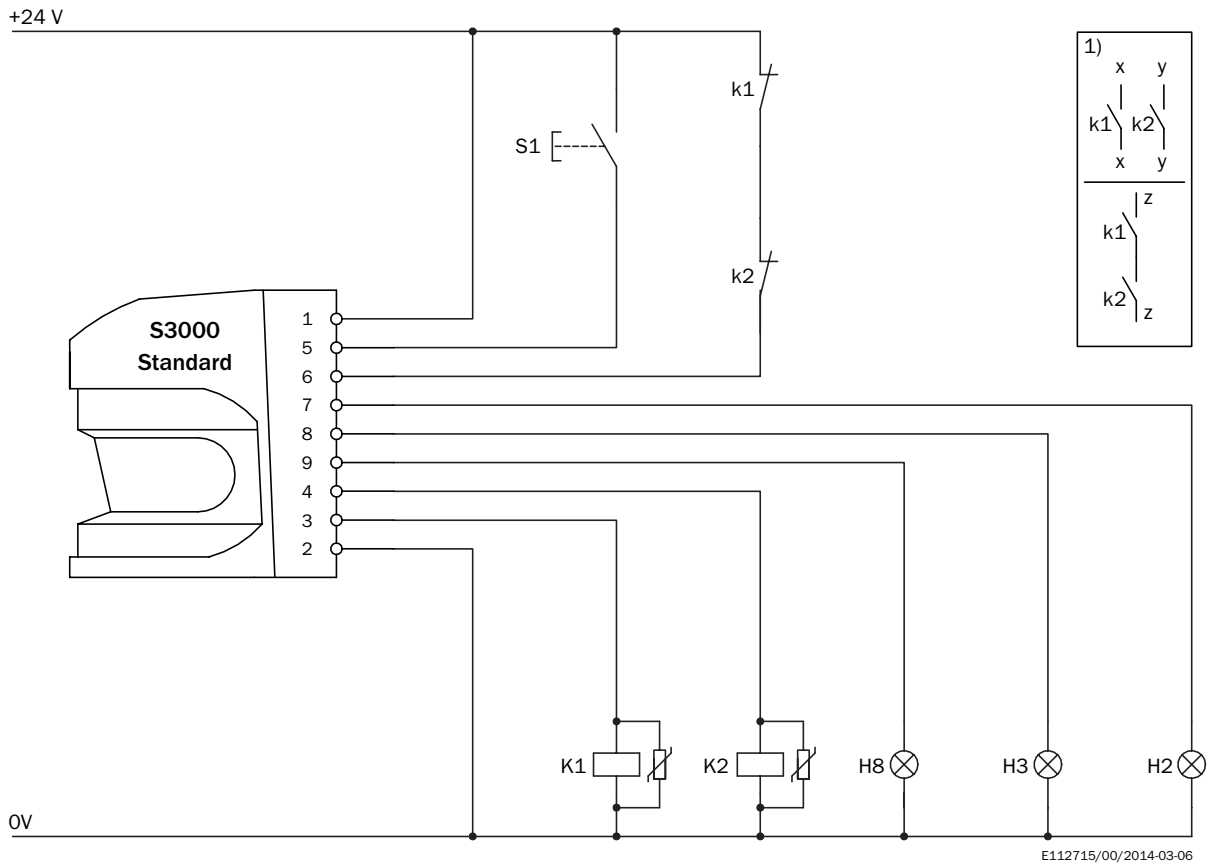 +24 V
1)
x y
k1
S1
k1 k2
x y
z
k1
k2
k2
z
S3000
Standard
1
5
6
7
8
9
4
3
2
K1
K2
H8
H3
H2
0V
E112715/00/2014-03-06